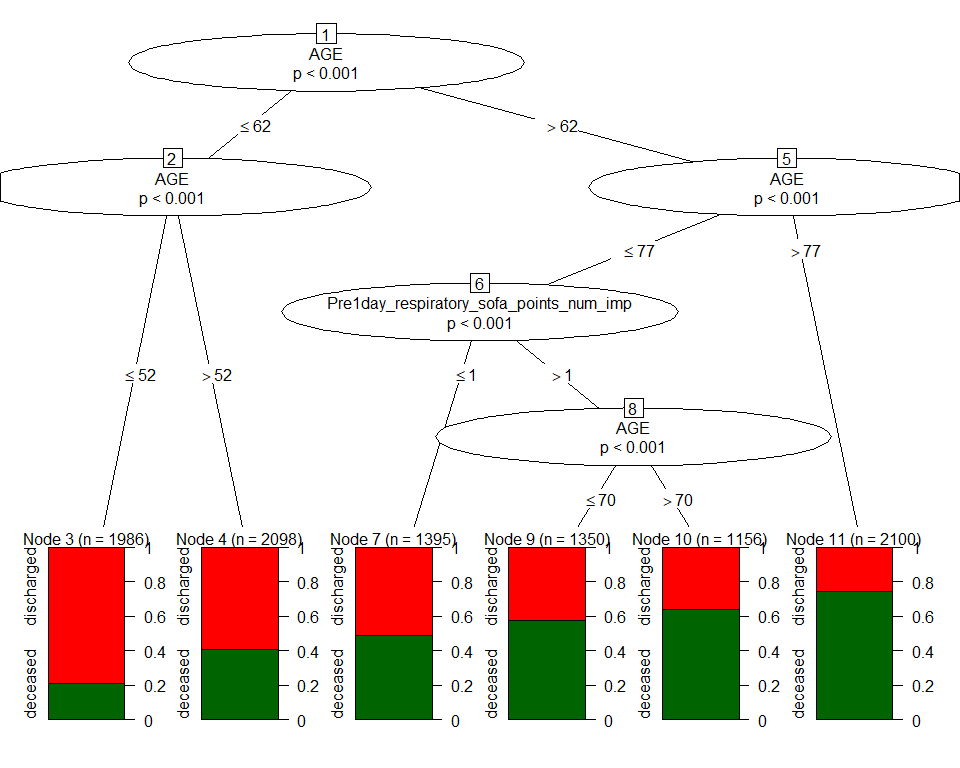 1
AGE
p < 0.001
≤ 62
> 62
2
AGE
p < 0.001
5
AGE
p < 0.001
≤ 77
> 77
6
Pre1day_respiratory_sofa_points_num_imp
p < 0.001
≤ 52
> 52
≤ 1
> 1
8
AGE
p < 0.001
≤ 70
> 70
Node 3 (n = 1986)
discharged
deceased
1
0.8
0.6
0.4
0.2
0
Node 4 (n = 2098)
discharged
deceased
1
0.8
0.6
0.4
0.2
0
Node 7 (n = 1395)
discharged
deceased
1
0.8
0.6
0.4
0.2
0
Node 9 (n = 1350)
discharged
deceased
1
0.8
0.6
0.4
0.2
0
Node 10 (n = 1156)
discharged
deceased
1
0.8
0.6
0.4
0.2
0
Node 11 (n = 2100)
discharged
deceased
1
0.8
0.6
0.4
0.2
0